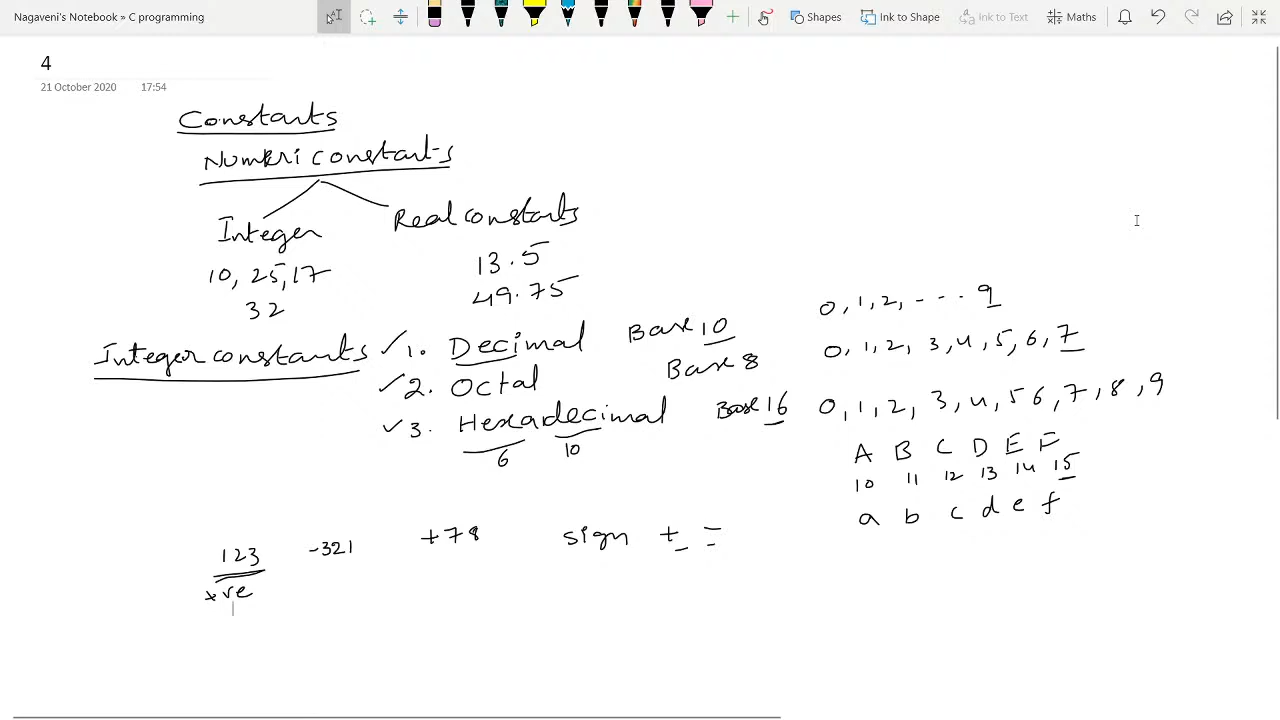 Nagaveni's Notebook » C programming
Shapes
Ink to Shape
Ink to Text
Maths
4
21 October 2020 17:54
Constants
Numeri constants
Integer Real constants
10, 25, 17 13.5
32 49.75
0, 1, 2, - - - 9
Integer constants ✓ 1. Decimal Base 10 0, 1, 2, 3, 4, 5, 6, 7
✓ 2. Octal Base 8
✓ 3. Hexadecimal Base 16 0, 1, 2, 3, 4, 5 6, 7, 8, 9
6 10 A B C D E F
10 11 12 13 14 15
a b c d e f
123 -321 +78 sign + -
+ve